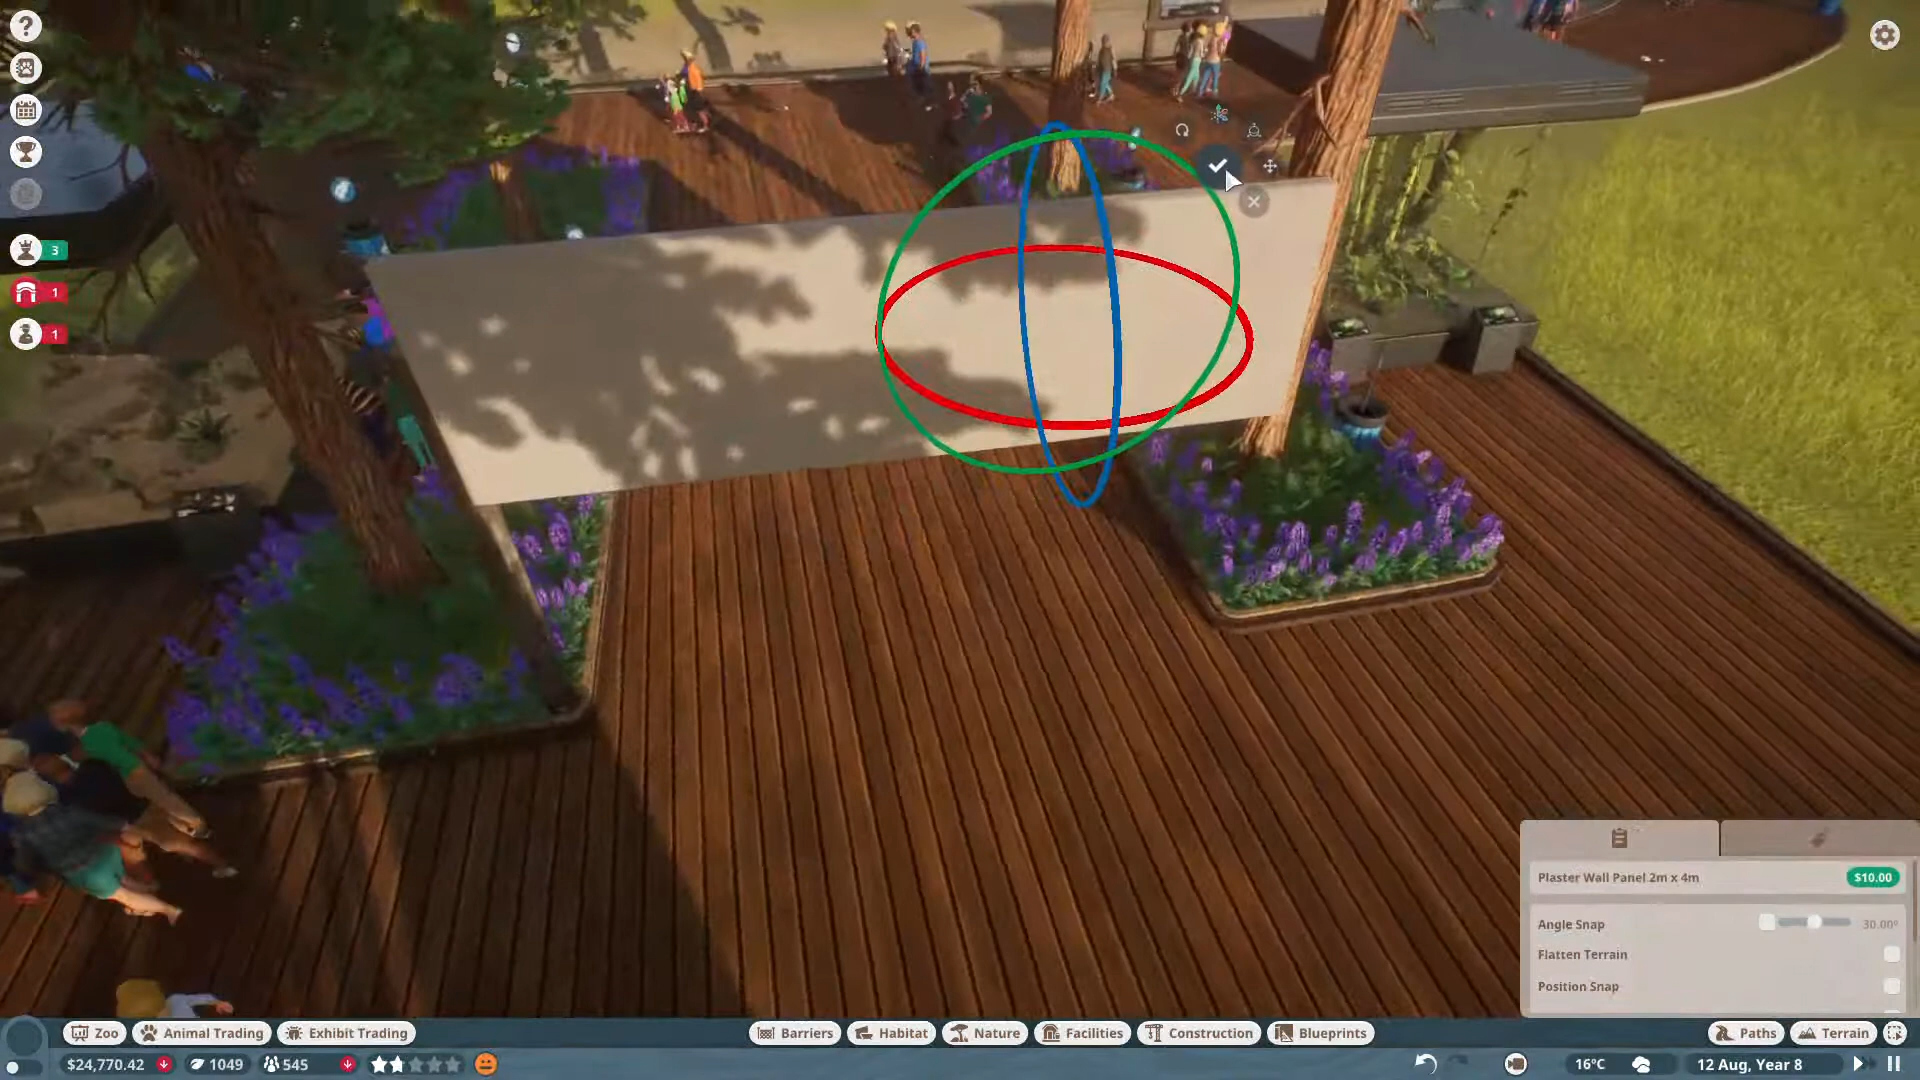 ?
3
1
1
Plaster Wall Panel 2m x 4m $10.00
Angle Snap 30.00°
Flatten Terrain
Position Snap
Zoo Animal Trading Exhibit Trading Barriers Habitat Nature Facilities Construction Blueprints Paths Terrain
$24,770.42 1049 545 16°C 12 Aug, Year 8